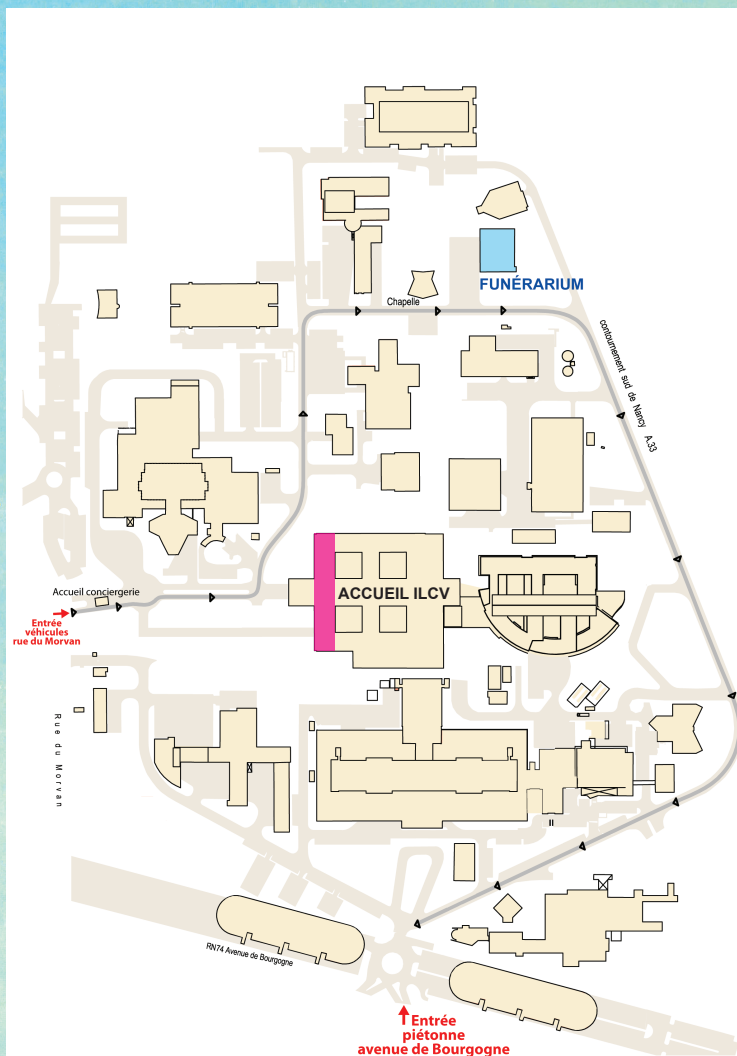 FUNÉRARIUM
Chapelle
contournement sud de Nancy A.33
ACCUEIL ILCV
Accueil conciergerie
Entrée
véhicules
rue du Morvan
Rue du Morvan
RN74 Avenue de Bourgogne
Entrée
piétonne
avenue de Bourgogne